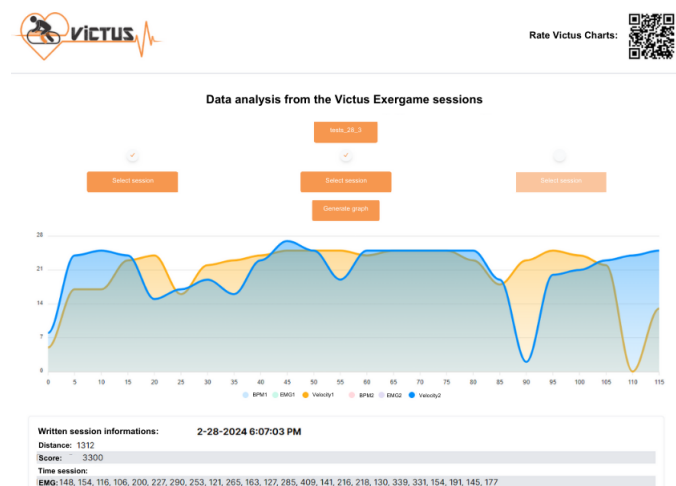 VICTUS
Rate Victus Charts:
Data analysis from the Victus Exergame sessions
tests_28_3
Select session
Select session
Select session
Generate graph
28
21
14
7
0
0 5 10 15 20 25 30 35 40 45 50 55 60 65 70 75 80 85 90 95 100 105 110 115
BPM1 EMG1 Velocity1 BPM2 EMG2 Velocity2
Written session informations: 2-28-2024 6:07:03 PM
Distance: 1312
Score: 3300
Time session:
EMG: 148, 154, 116, 106, 200, 227, 290, 253, 121, 265, 163, 127, 285, 409, 141, 216, 218, 130, 339, 331, 154, 191, 145, 177